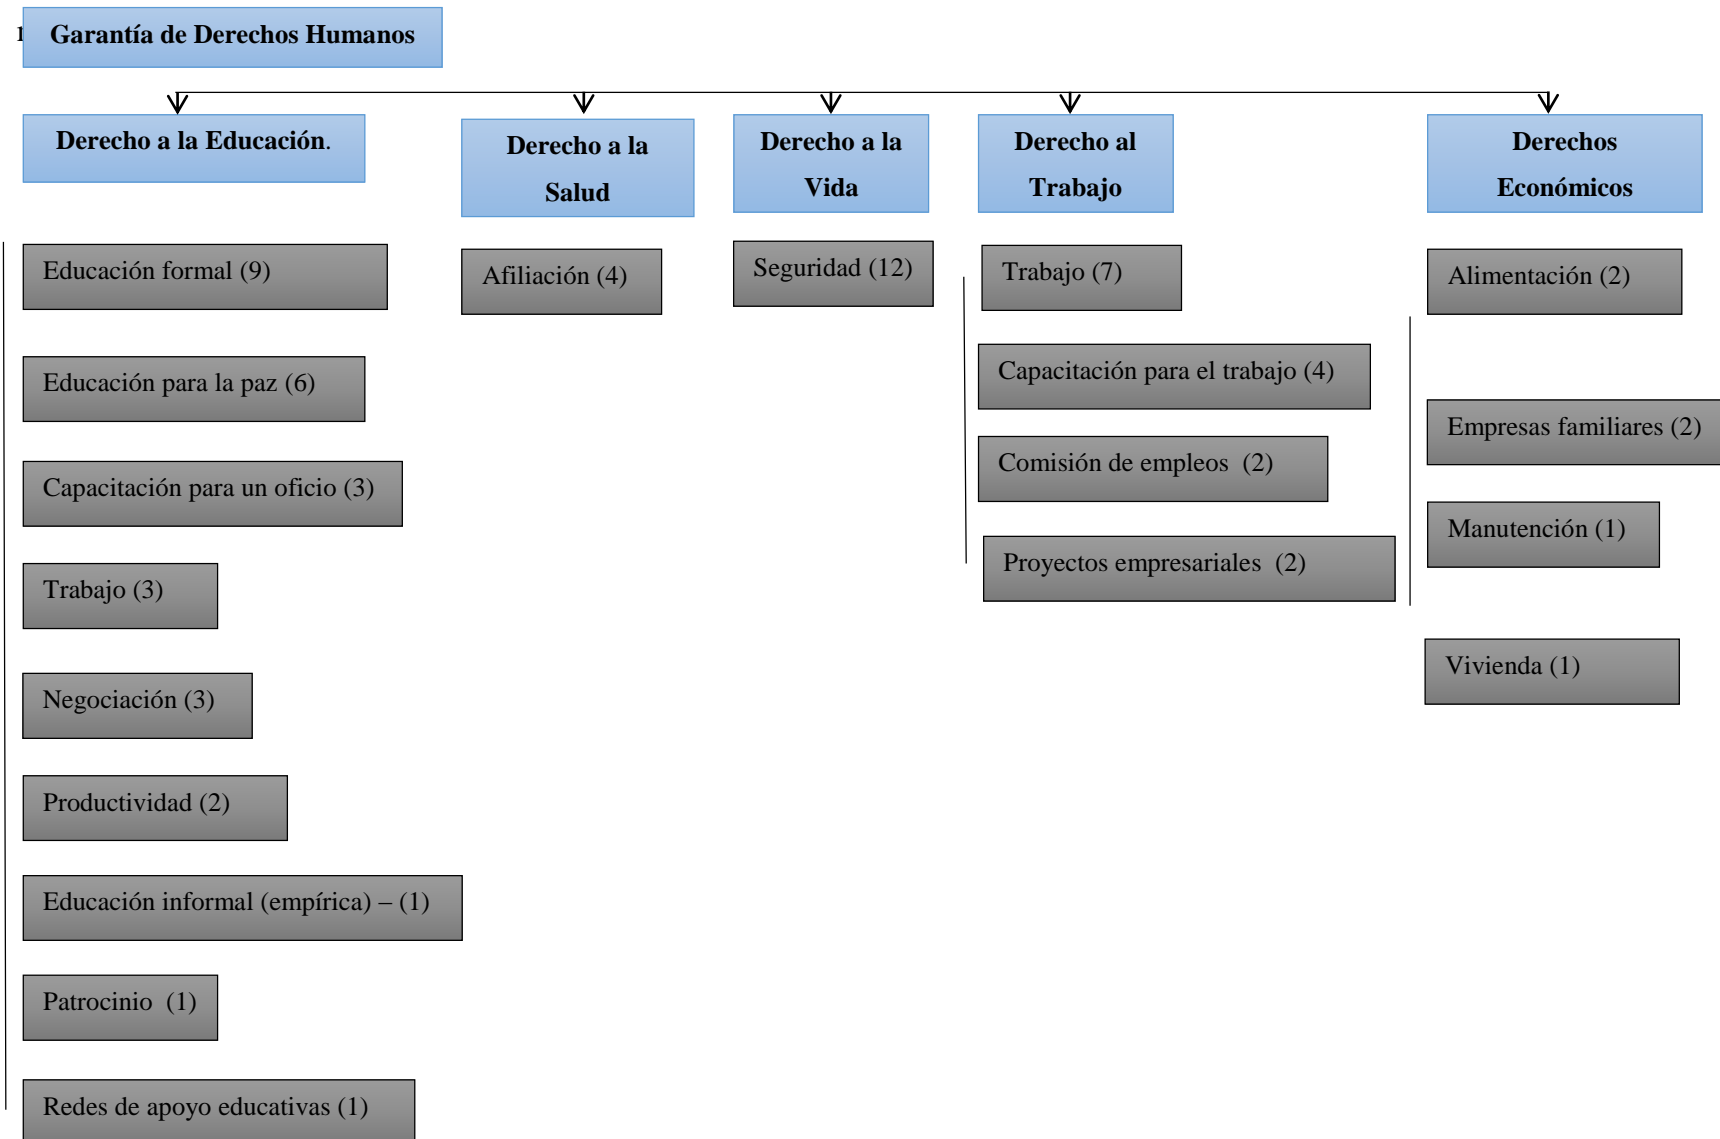 Garantía de Derechos Humanos
Derecho a la Educación.
Educación formal (9)
Educación para la paz (6)
Capacitación para un oficio (3)
Trabajo (3)
Negociación (3)
Productividad (2)
Educación informal (empírica) – (1)
Patrocinio (1)
Redes de apoyo educativas (1)
Derecho a la
Salud
Afiliación (4)
Derecho a la
Vida
Seguridad (12)
Derecho al
Trabajo
Trabajo (7)
Capacitación para el trabajo (4)
Comisión de empleos (2)
Proyectos empresariales (2)
Derechos
Económicos
Alimentación (2)
Empresas familiares (2)
Manutención (1)
Vivienda (1)